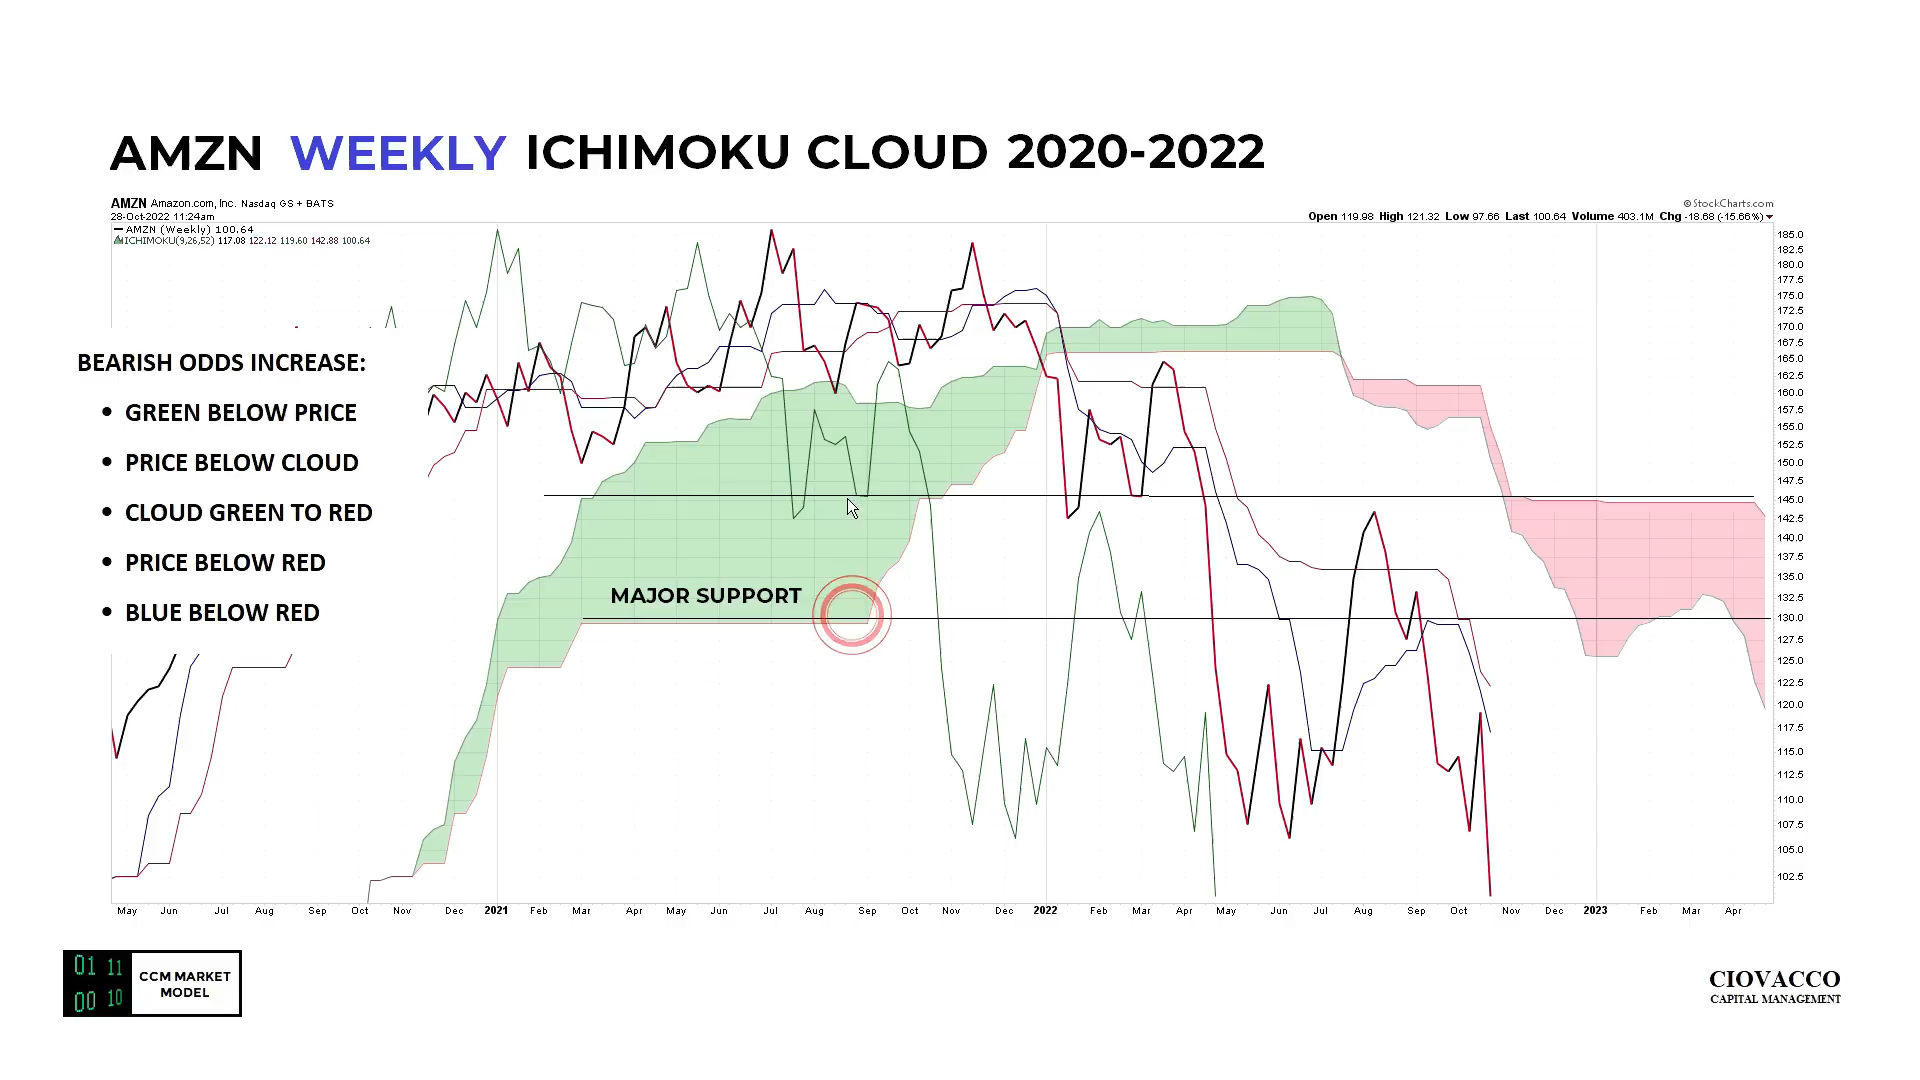 AMZN WEEKLY ICHIMOKU CLOUD 2020-2022
AMZN Amazon.com, Inc. Nasdaq GS + BATS
© StockCharts.com
28-Oct-2022 11:24am
Open 119.98 High 121.32 Low 97.66 Last 100.64 Volume 403.1M Chg -18.68 (-15.66%)
AMZN (Weekly) 100.64
ICHIMOKU(9,26,52) 117.08 122.12 119.60 142.88 100.64
BEARISH ODDS INCREASE:
• GREEN BELOW PRICE
• PRICE BELOW CLOUD
• CLOUD GREEN TO RED
• PRICE BELOW RED
• BLUE BELOW RED
MAJOR SUPPORT
185.0
182.5
180.0
177.5
175.0
172.5
170.0
167.5
165.0
162.5
160.0
157.5
155.0
152.5
150.0
147.5
145.0
142.5
140.0
137.5
135.0
132.5
130.0
127.5
125.0
122.5
120.0
117.5
115.0
112.5
110.0
107.5
105.0
102.5
May Jun Jul Aug Sep Oct Nov Dec 2021 Feb Mar Apr May Jun Jul Aug Sep Oct Nov Dec 2022 Feb Mar Apr May Jun Jul Aug Sep Oct Nov Dec 2023 Feb Mar Apr
01 11
00 10
CCM MARKET
MODEL
CIOVACCO
CAPITAL MANAGEMENT